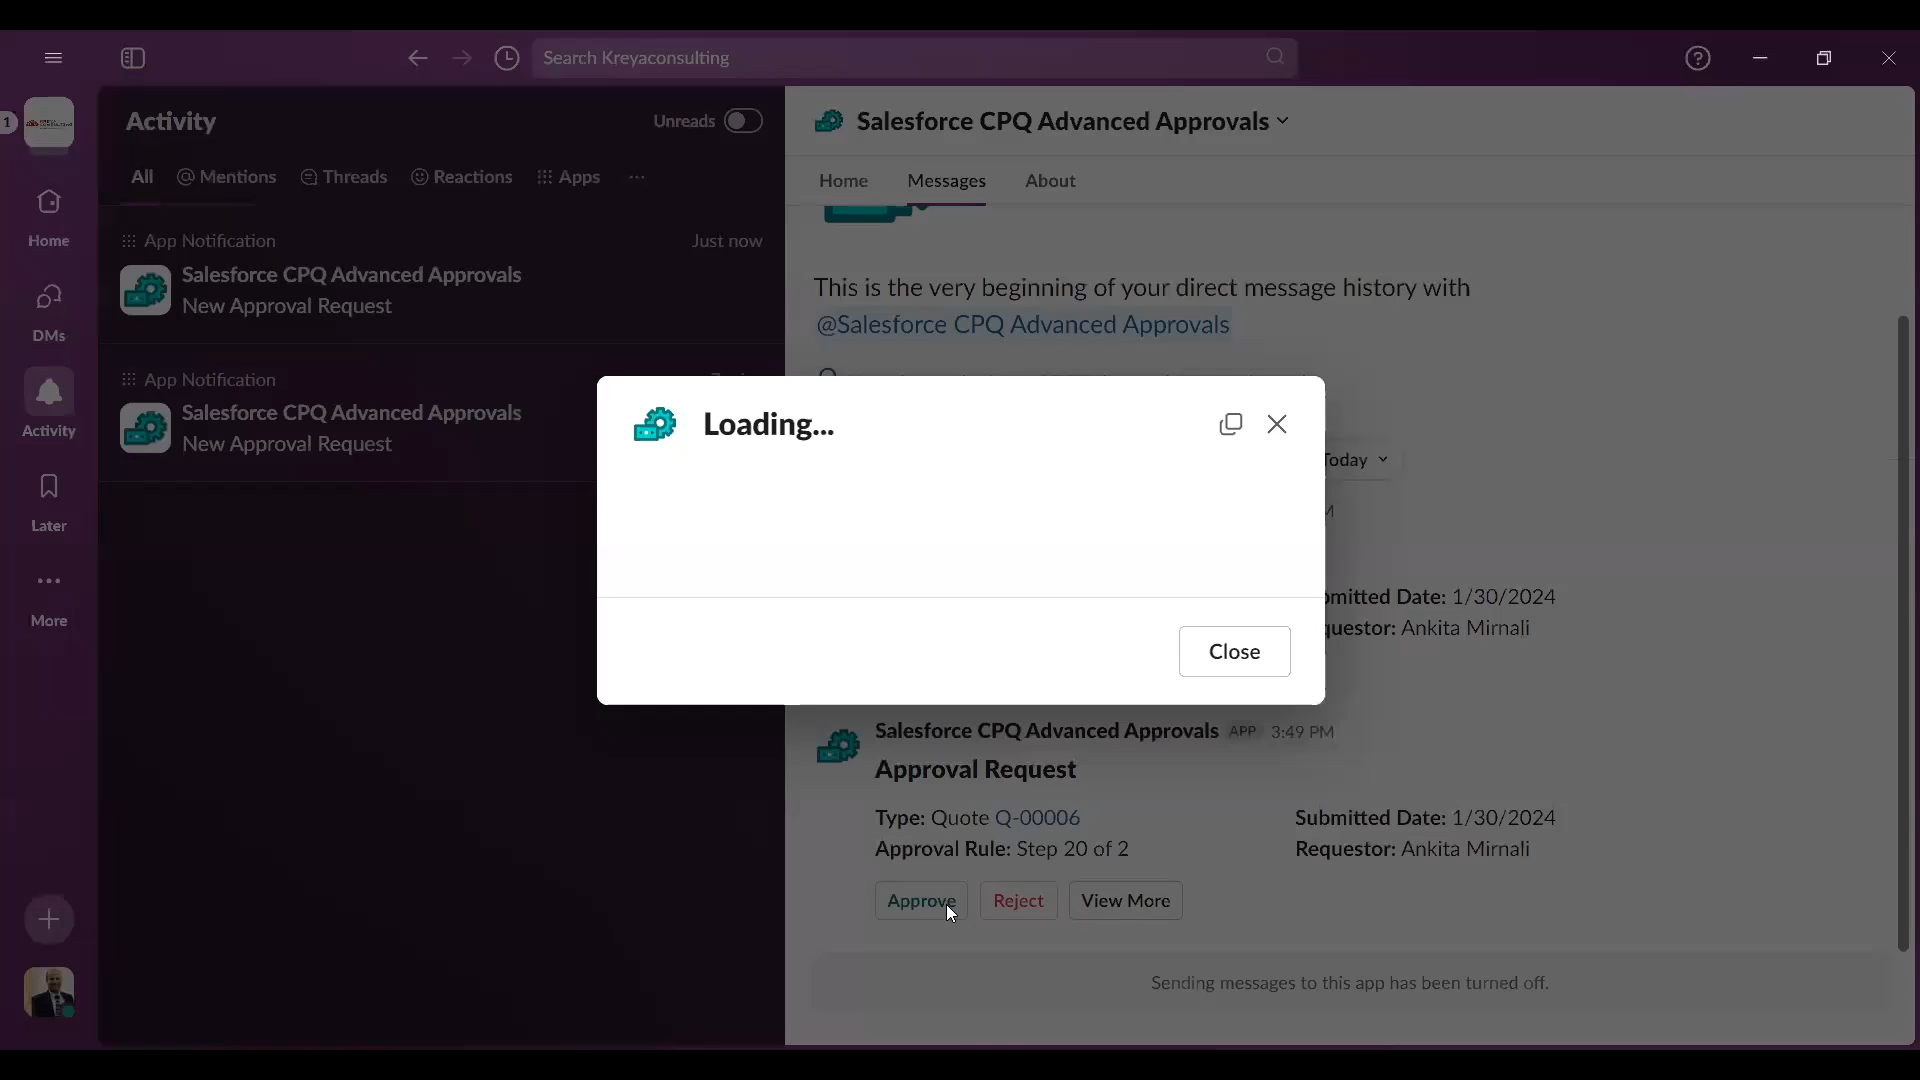 Search Kreyaconsulting
1
Home
DMs
Activity
Later
More
Activity
Unreads
All
Mentions
Threads
Reactions
Apps
App Notification
Just now
Salesforce CPQ Advanced Approvals
New Approval Request
App Notification
Salesforce CPQ Advanced Approvals
New Approval Request
Salesforce CPQ Advanced Approvals
Home
Messages
About
This is the very beginning of your direct message history with
@Salesforce CPQ Advanced Approvals
Today
Loading...
Close
Submitted Date: 1/30/2024
Requestor: Ankita Mirnali
Salesforce CPQ Advanced Approvals APP 3:49 PM
Approval Request
Type: Quote Q-00006
Submitted Date: 1/30/2024
Approval Rule: Step 20 of 2
Requestor: Ankita Mirnali
Approve
Reject
View More
Sending messages to this app has been turned off.